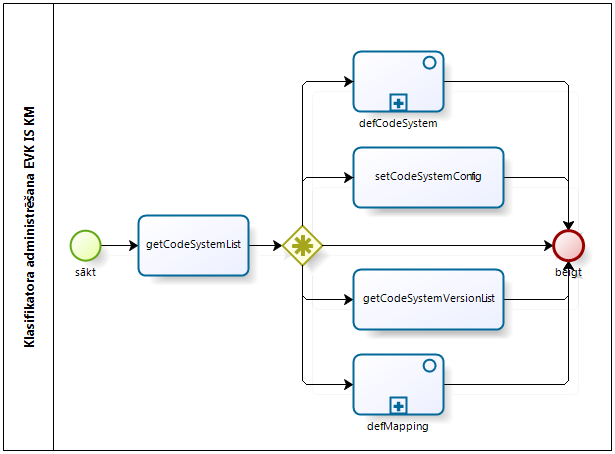 Klasifikatora administrēšana EVK IS KM
defCodeSystem
setCodeSystemConfig
getCodeSystemList
sākt
beigt
getCodeSystemVersionList
defMapping